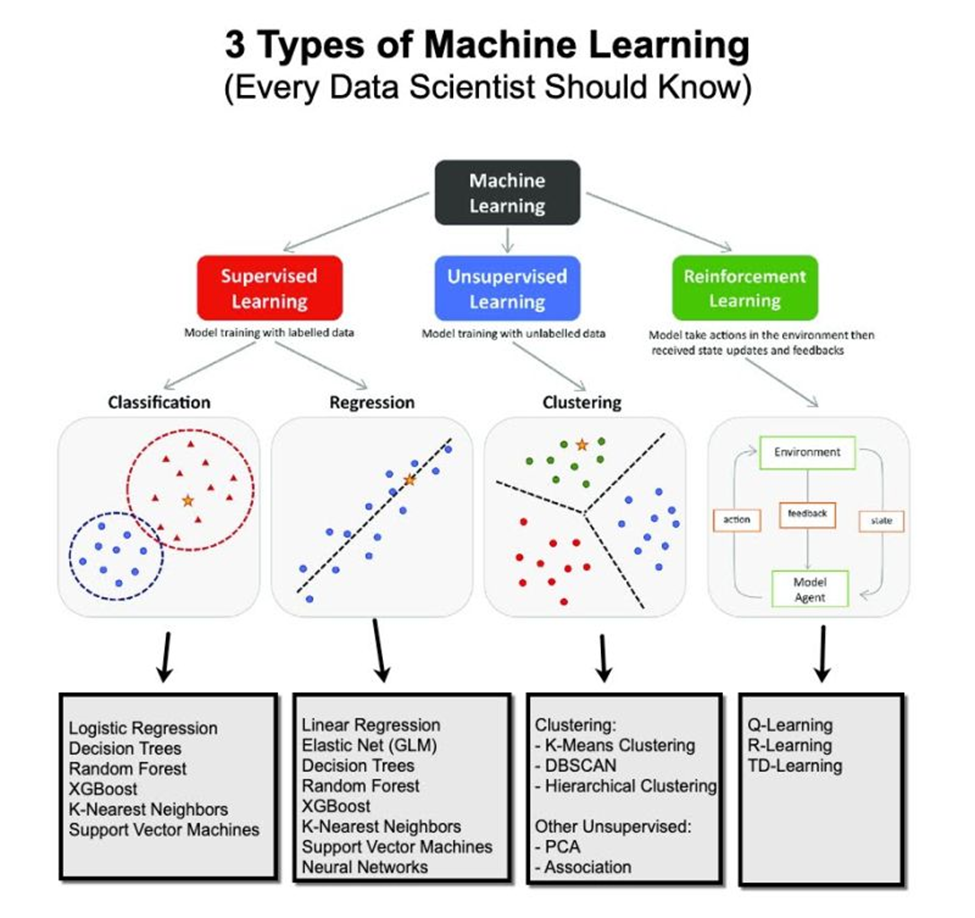 3 Types of Machine Learning
(Every Data Scientist Should Know)
Machine
Learning
Supervised
Learning
Model training with labelled data
Unsupervised
Learning
Model training with unlabelled data
Reinforcement
Learning
Model take actions in the environment then
received state updates and feedbacks
Classification
Regression
Clustering
Environment
action
feedback
state
Model
Agent
Logistic Regression
Decision Trees
Random Forest
XGBoost
K-Nearest Neighbors
Support Vector Machines
Linear Regression
Elastic Net (GLM)
Decision Trees
Random Forest
XGBoost
K-Nearest Neighbors
Support Vector Machines
Neural Networks
Clustering:
- K-Means Clustering
- DBSCAN
- Hierarchical Clustering
Other Unsupervised:
- PCA
- Association
Q-Learning
R-Learning
TD-Learning